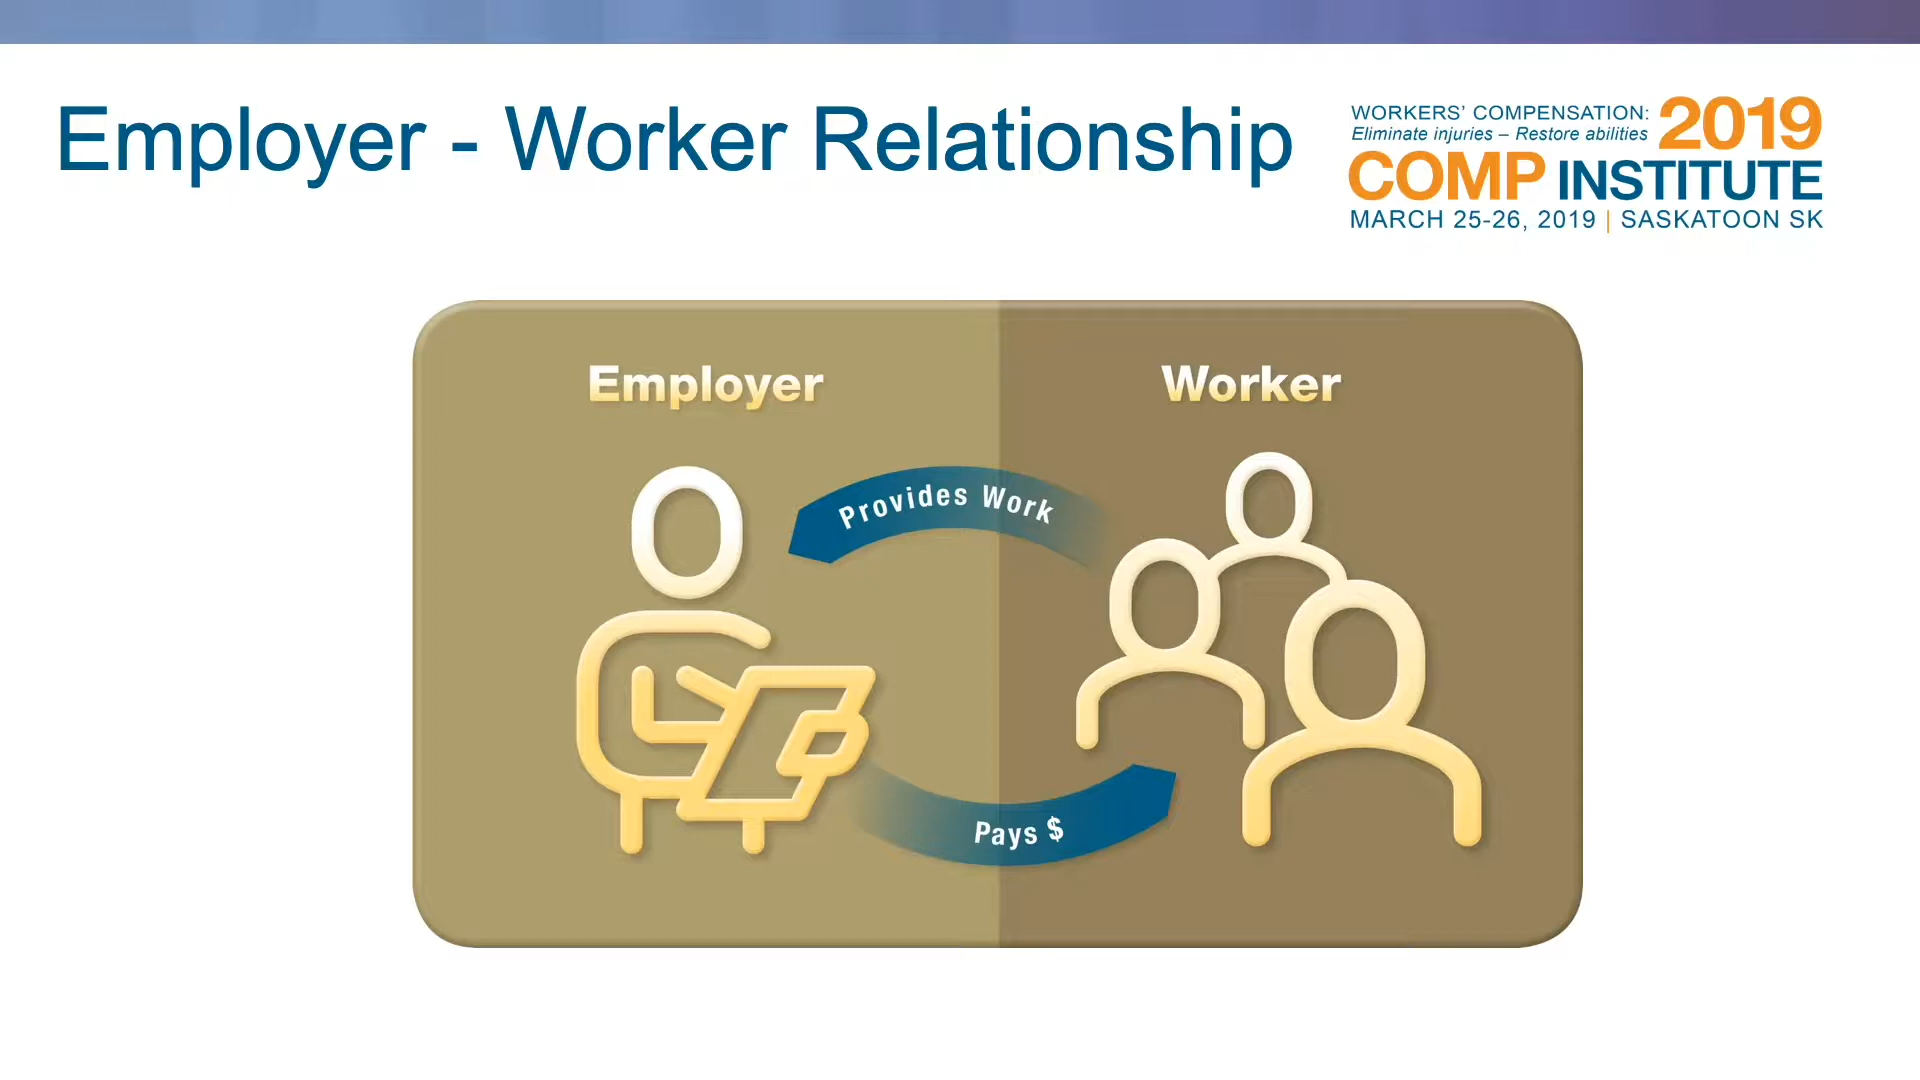 Employer - Worker Relationship
WORKERS’ COMPENSATION:
Eliminate injuries – Restore abilities
2019
COMP INSTITUTE
MARCH 25-26, 2019 | SASKATOON SK
Employer
Worker
Provides Work
Pays $